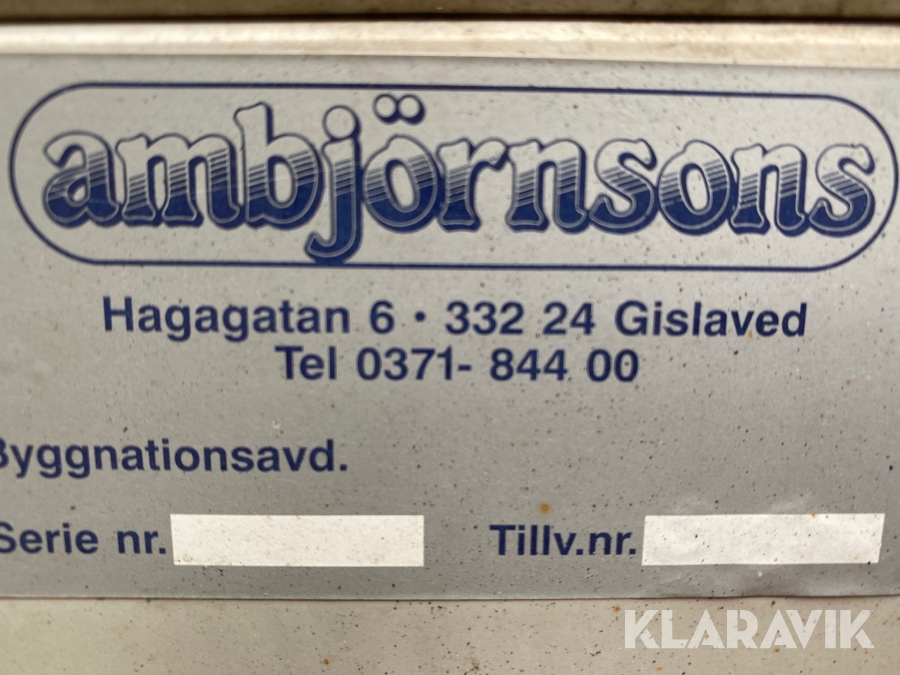 ambjörnsons
Hagagatan 6 • 332 24 Gislaved
Tel 0371- 844 00
Byggnationsavd.
Serie nr. Tillv.nr.
KLARAVIK